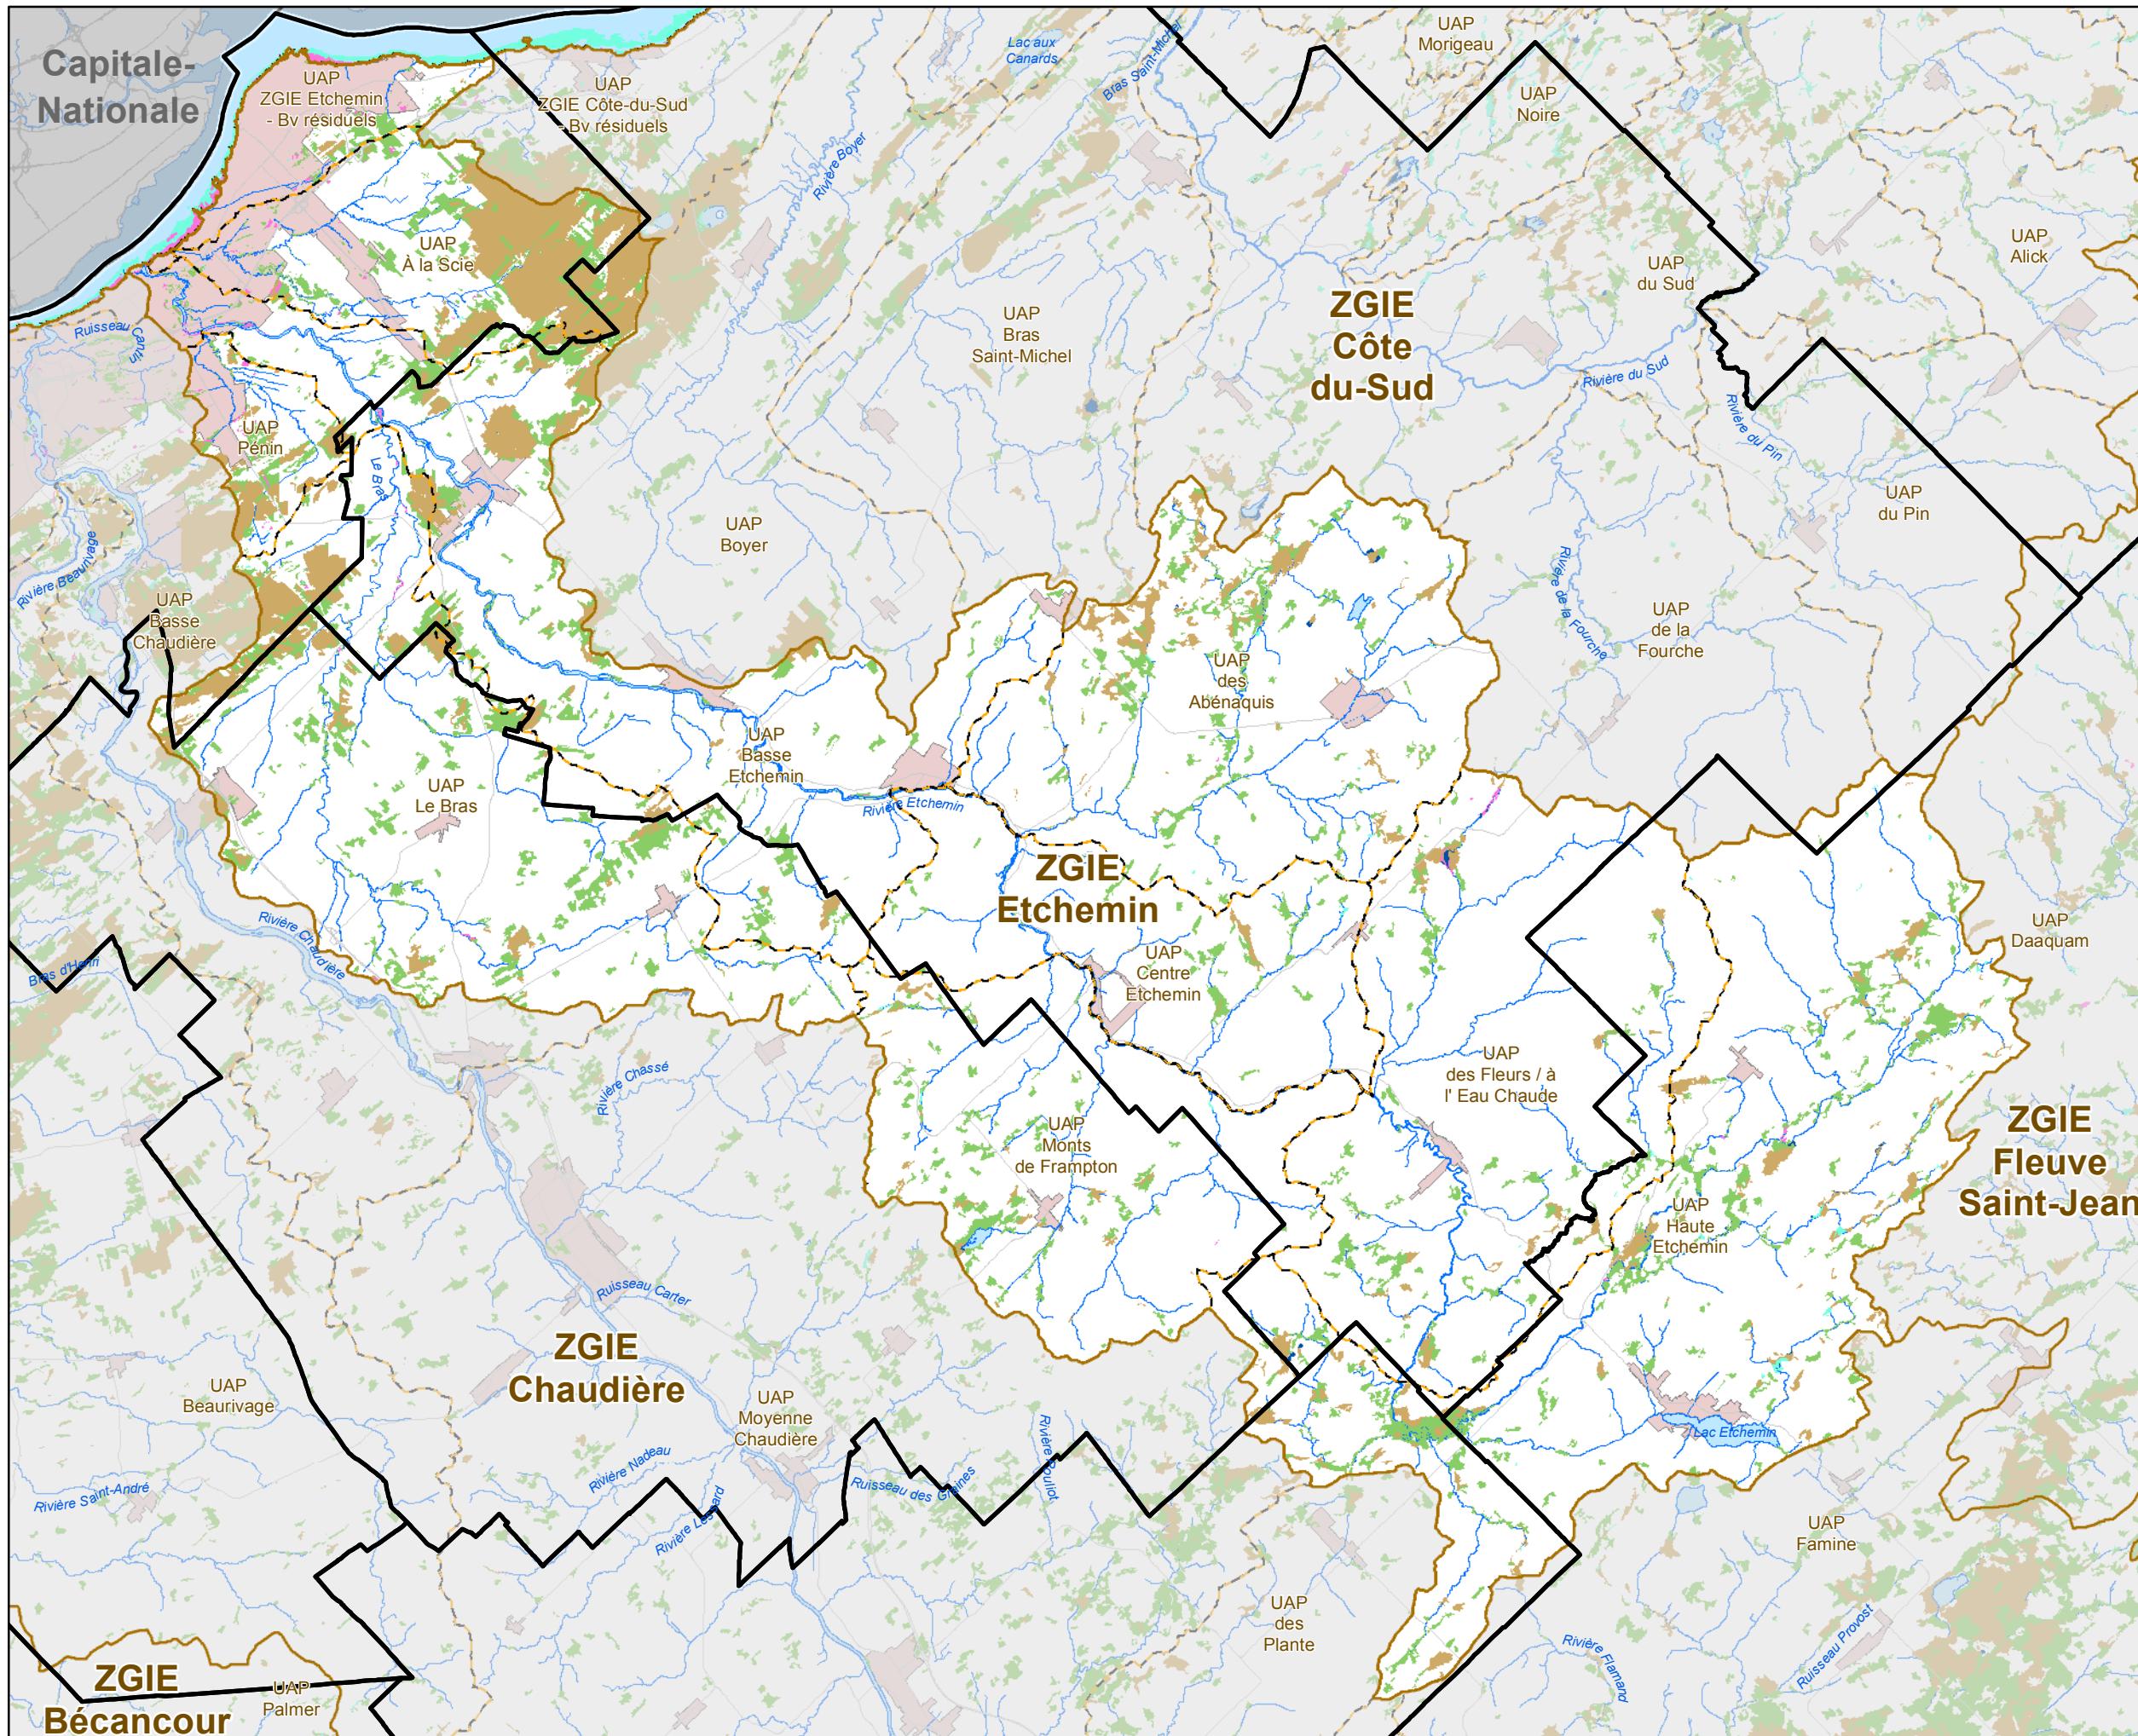 Capitale-
Nationale
UAP
ZGIE Etchemin
- Bv résiduels
UAP
ZGIE Côte-du-Sud
- Bv résiduels
Lac aux
Canards
Bras Saint-Michel
UAP
Morigeau
UAP
Noire
Rivière Boyer
UAP
À la Scie
UAP
du Sud
UAP
Alick
Ruisseau Cantin
UAP
Bras
Saint-Michel
ZGIE
Côte
du-Sud
Rivière du Sud
Rivière du Pin
UAP
Pénin
Le Bras
UAP
du Pin
UAP
Boyer
Rivière Beaurivage
Rivière de la Fourche
UAP
Basse
Chaudière
UAP
de la
Fourche
UAP
des
Abénaquis
UAP
Basse
Etchemin
UAP
Le Bras
Rivière Etchemin
ZGIE
Etchemin
Rivière Chaudière
UAP
Daaquam
Bras d'Henri
UAP
Centre
Etchemin
Rivière Chassé
UAP
des Fleurs / à
l' Eau Chaude
UAP
Monts
de Frampton
ZGIE
Fleuve
Saint-Jean
UAP
Haute
Etchemin
Ruisseau Carter
ZGIE
Chaudière
UAP
Beaurivage
UAP
Moyenne
Chaudière
Lac Etchemin
Rivière Nadeau
Ruisseau des Graines
Rivière Pouliot
Rivière Saint-André
Rivière Lessard
UAP
Famine
UAP
des
Plante
Rivière Flamand
Ruisseau Provost
ZGIE
Bécancour
UAP
Palmer